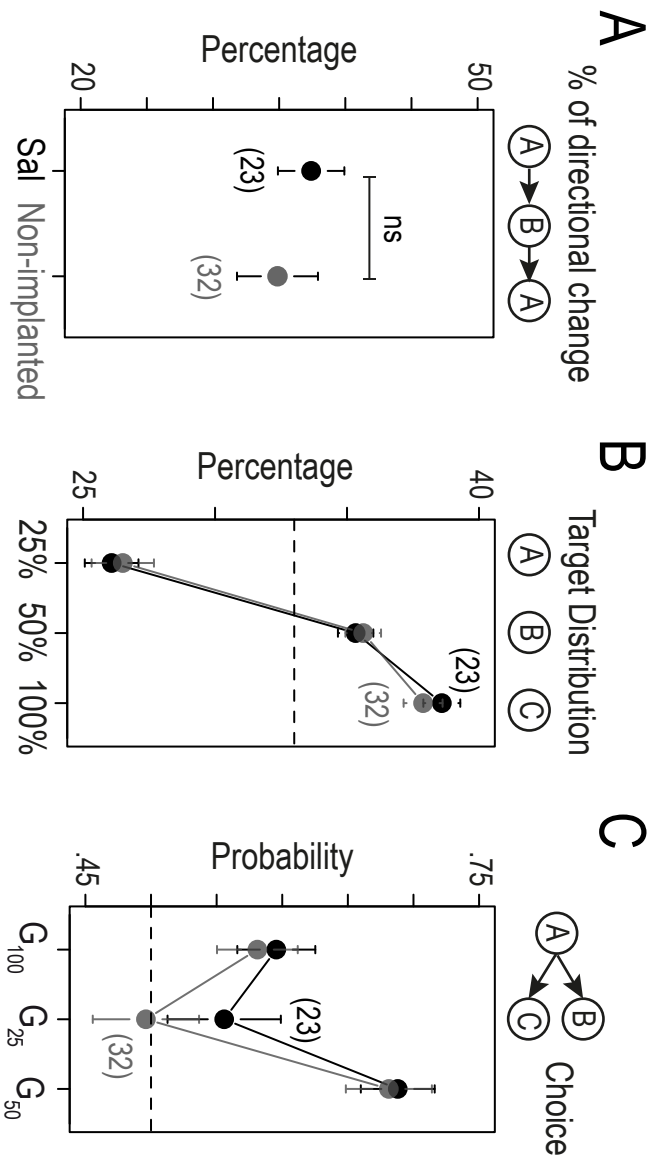 A
% of directional change
A B A
Percentage
50
20
ns
(23)
(32)
Sal Non-implanted
B
Target Distribution
A B C
Percentage
40
25
(23)
(32)
25% 50% 100%
C
Choice
A B C
Probability
.75
.45
(23)
(32)
G100 G25 G50